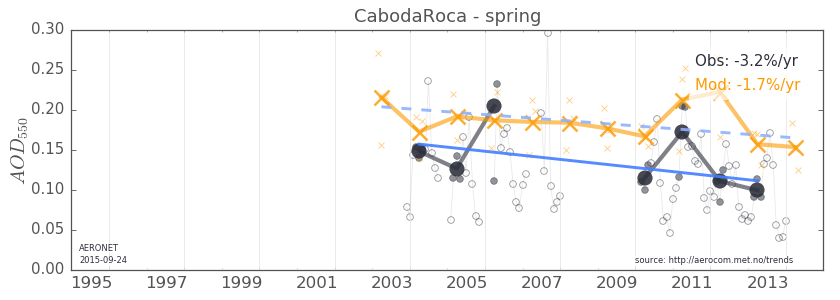 CabodaRoca - spring
0.30
0.25
0.20
0.15
0.10
0.05
0.00
AOD550
Obs: -3.2%/yr
Mod: -1.7%/yr
AERONET
2015-09-24
source: http://aerocom.met.no/trends
1995 1997 1999 2001 2003 2005 2007 2009 2011 2013